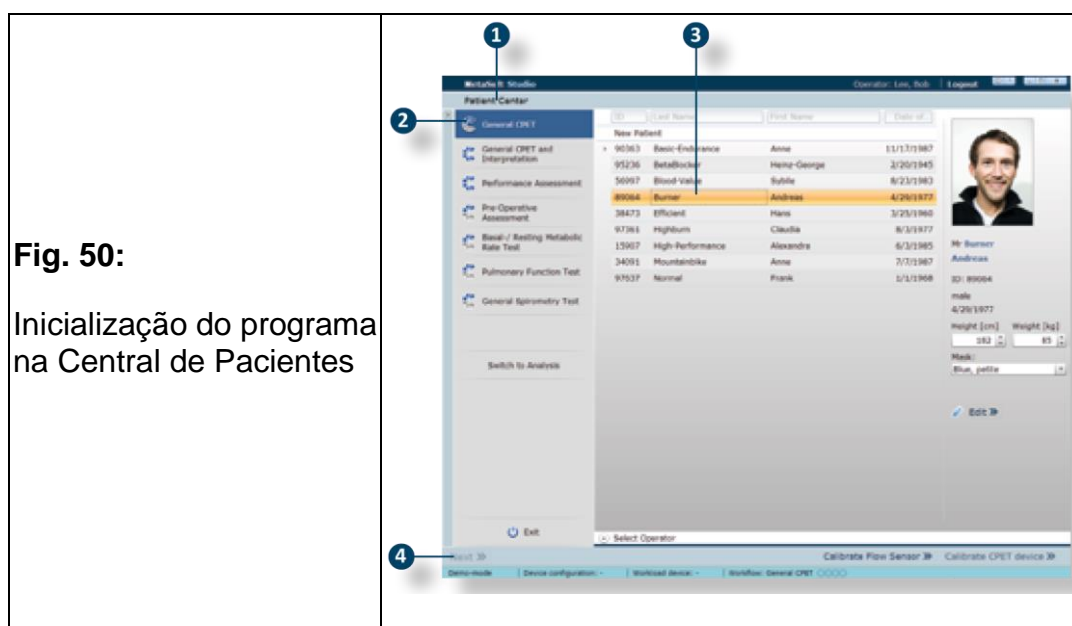 Fig. 50:
Inicialização do programa
na Central de Pacientes
1
3
2
4
MetaSoft Studio
Operator: Lee, Bob
Logout
Patient Center
General CPET
General CPET and
Interpretation
Performance Assessment
Pre-Operative
Assessment
Basal-/ Resting Metabolic
Rate Test
Pulmonary Function Test
General Spirometry Test
Switch to Analysis
Exit
ID Last Name First Name Date of..
New Patient
90363 Basic-Endurance Anne 11/17/1987
95236 BetaBlocker Heinz-George 2/20/1945
56997 Blood-Value 8/23/1983
89064 Burner Andreas 4/29/1977
38473 Efficient Hans 3/25/1960
97361 Highburn Claudia 8/3/1977
15907 High-Performance Alexandra 6/3/1985
34091 Mountainbike Anne 7/7/1987
97637 Normal Frank 1/1/1968
Select Operator
Mr Burner
Andreas
ID: 89064
male
4/29/1977
Height [cm] Weight [kg]
182 85
Mask:
Blue, petite
Edit
Next
Calibrate Flow Sensor Calibrate CPET device
Demo-mode Device configuration: - Workload device: - Workflow: General CPET